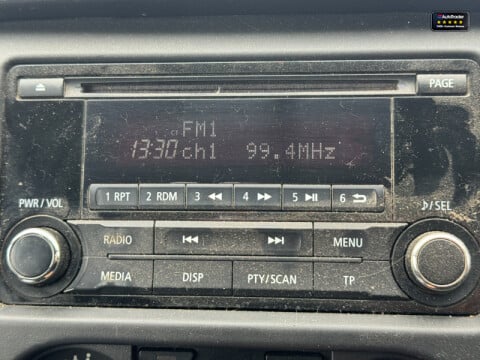 AutoTrader
PAGE
FM1
13:30 ch1 99.4MHz
1 RPT 2 RDM 3 4 5 6
PWR/VOL
♪/SEL
RADIO MENU
MEDIA DISP PTY/SCAN TP